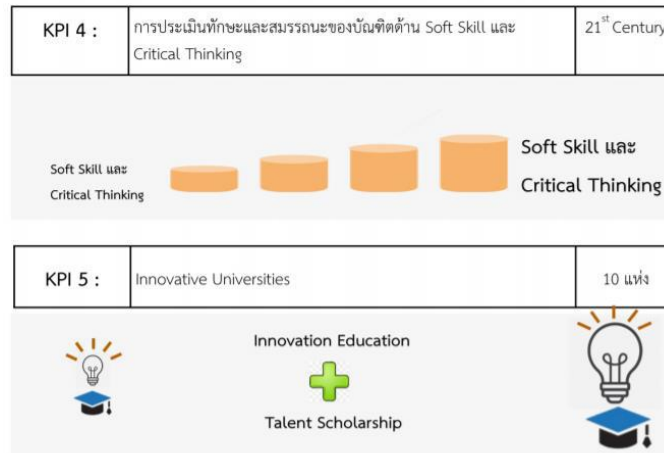 KPI 4 :
การประเมินทักษะและสมรรถนะของบัณฑิตด้าน Soft Skill และ
Critical Thinking
21st Century
Soft Skill และ
Critical Thinking
Soft Skill และ
Critical Thinking
KPI 5 :
Innovative Universities
10 แห่ง
Innovation Education
Talent Scholarship